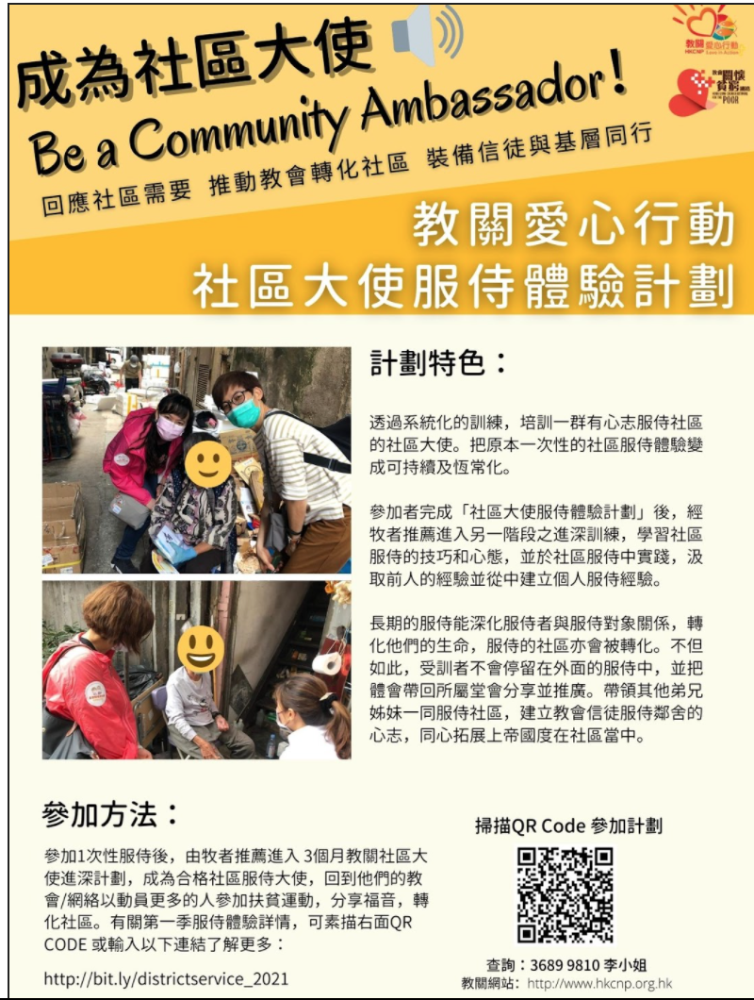 成為社區大使
Be a Community Ambassador!
回應社區需要 推動教會轉化社區 裝備信徒與基層同行
教關愛心行動
HKCNP Love in Action
教會關懷貧窮網絡
FOR THE POOR
教關愛心行動
社區大使服侍體驗計劃
計劃特色：
透過系統化的訓練，培訓一群有心志服侍社區
的社區大使。把原本一次性的社區服侍體驗變
成可持續及恆常化。
參加者完成「社區大使服侍體驗計劃」後，經
牧者推薦進入另一階段之進深訓練，學習社區
服侍的技巧和心態，並於社區服侍中實踐，汲
取前人的經驗並從中建立個人服侍經驗。
長期的服侍能深化服侍者與服侍對象關係，轉
化他們的生命，服侍的社區亦會被轉化。不但
如此，受訓者不會停留在外面的服侍中，並把
體會帶回所屬堂會分享並推廣。帶領其他弟兄
姊妹一同服侍社區，建立教會信徒服侍鄰舍的
心志，同心拓展上帝國度在社區當中。
參加方法：
參加1次性服侍後，由牧者推薦進入 3個月教關社區大
使進深計劃，成為合格社區服侍大使，回到他們的教
會/網絡以動員更多的人參加扶貧運動，分享福音，轉
化社區。有關第一季服侍體驗詳情，可素描右面QR
CODE 或輸入以下連結了解更多：
http://bit.ly/districtservice_2021
掃描QR Code 參加計劃
查詢：3689 9810 李小姐
教關網站：http://www.hkcnp.org.hk